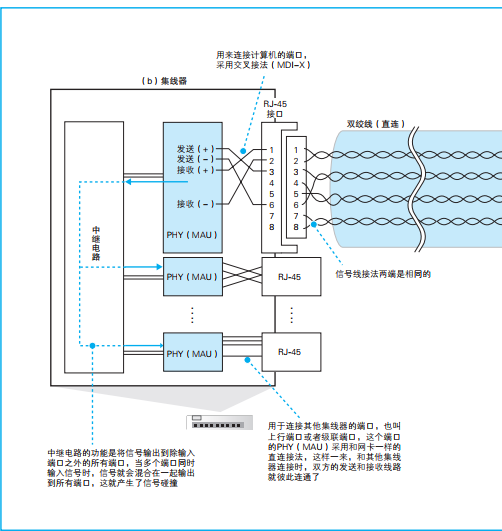 用来连接计算机的端口，
采用交叉接法（MDI-X）
（b）集线器
RJ-45
接口
双绞线（直连）
发送（+）
发送（-）
接收（+）
接收（-）
PHY（MAU）
1
2
3
4
5
6
7
8
1
2
3
4
5
6
7
8
中继电路
信号线接法两端是相同的
PHY（MAU）
RJ-45
PHY（MAU）
RJ-45
中继电路的功能是将信号输出到除输入
端口之外的所有端口，当多个端口同时
输入信号时，信号就会混合在一起输出
到所有端口，这就产生了信号碰撞
用于连接其他集线器的端口，也叫
上行端口或者级联端口，这个端口
的PHY（MAU）采用和网卡一样的
直连接法，这样一来，和其他集线
器连接时，双方的发送和接收线路
就彼此连通了